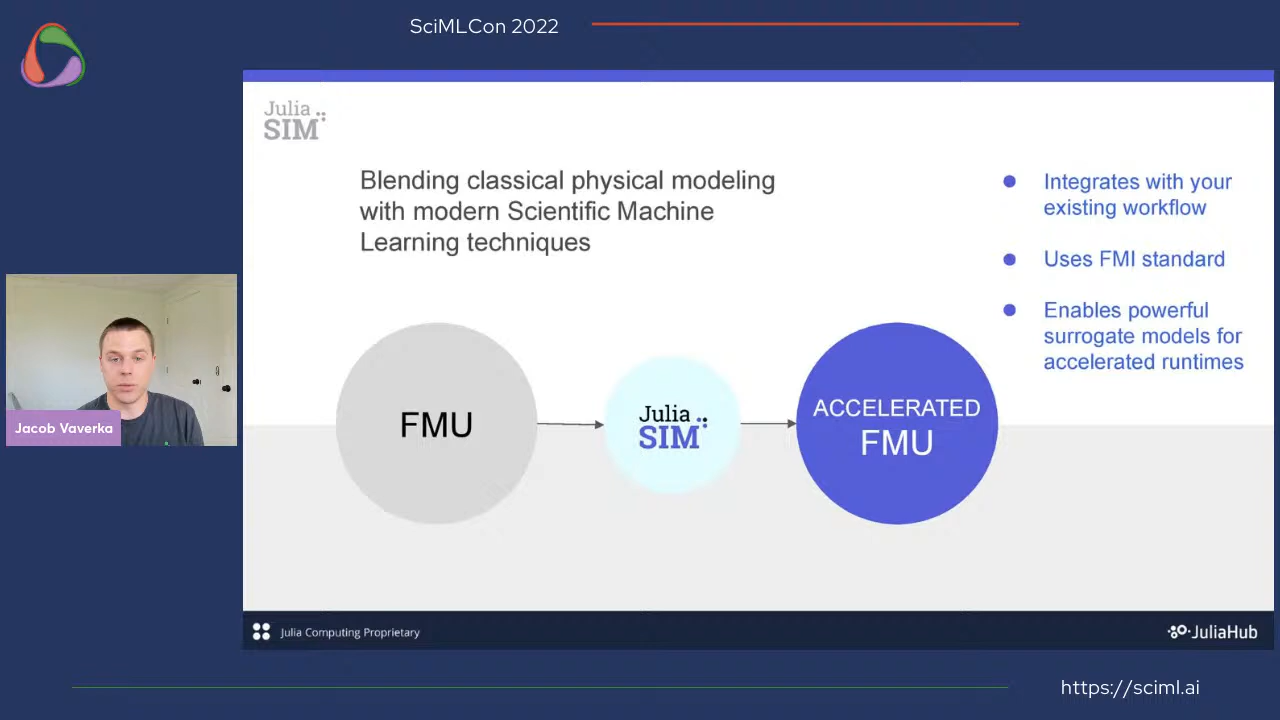 SciMLCon 2022
Julia
SIM
Blending classical physical modeling
with modern Scientific Machine
Learning techniques
Integrates with your
existing workflow
Uses FMI standard
Enables powerful
surrogate models for
accelerated runtimes
FMU
Julia
SIM
ACCELERATED
FMU
Jacob Vaverka
Julia Computing Proprietary
JuliaHub
https://sciml.ai